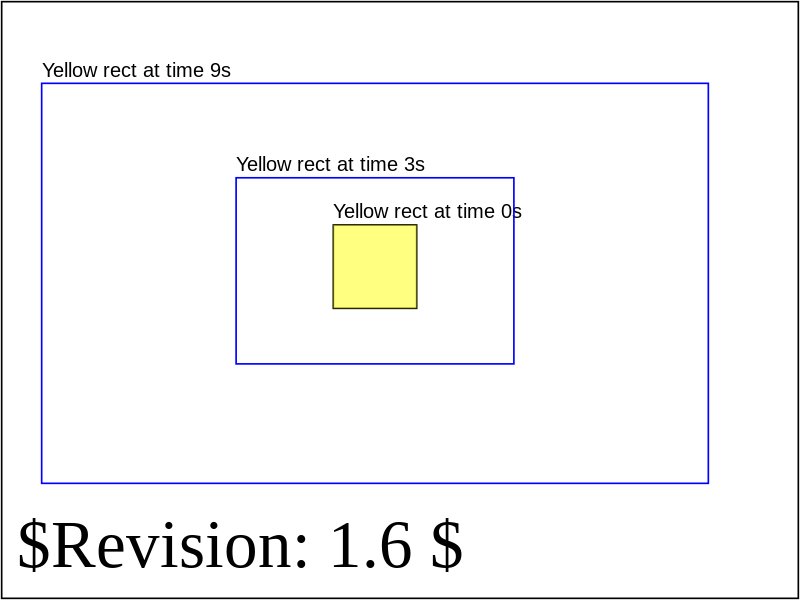 Yellow rect at time 9s
Yellow rect at time 3s
Yellow rect at time 0s
$Revision: 1.6 $